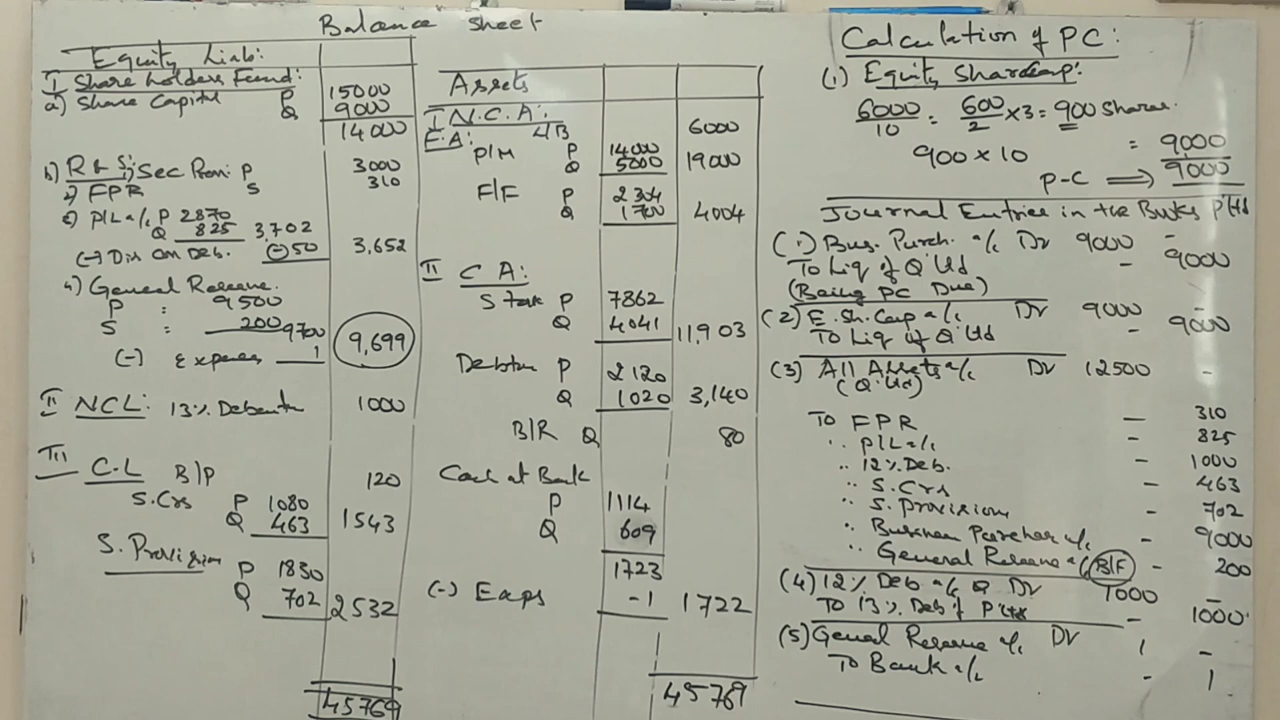 Balance Sheet
Equity Liab:
I Share holders Fund:
a) Share Capital P 15000
Q 9000
14000
b) R & S: 1) Sec Prem: P 3000
2) FPR S 310
3) P/L a/c P 2870
Q 825 3,702
(-) Dis on Deb. (-) 50 3,652
4) General Reserve.
P : 9500
S : 200 9700
(-) Expenses 1 9,699
II NCL: 13% Debentu 1000
III C.L B/P 120
S.Crs P 1080
Q 463 1543
S. Provision P 1830
Q 702 2532
45769
Assets
I N.C.A:
F.A: L/B 6000
P/M P 14000
Q 5000 19000
F/F P 2304
Q 1700 4004
II C A:
Stock P 7862
Q 4041 11,903
Debtors P 2120
Q 1020 3,140
B/R Q 80
Cash at Bank
P 1114
Q 609
1723
(-) Exps -1 1722
45769
Calculation of PC:
(1) Equity Sharecap:
6000/10 = 600/2 x 3 = 900 Shares.
900 x 10 = 9000
P-C ⟹ 9000
Journal Entries in the Books P Ltd
(1) Bus. Purch. a/c Dr 9000 -
To Liq of Q Ltd - 9000
(Being PC Due)
(2) E. Sh. Cap a/c Dr 9000 -
To Liq of Q Ltd - 9000
(3) All Assets a/c Dr 12500 -
(Q Ltd)
To FPR - 310
" P/L a/c - 825
" 12% Deb. - 1000
" S. Crs - 463
" S. Provision - 702
" Business Purchase a/c - 9000
" General Reserve a/c (B/F) - 200
(4) 12% Deb a/c Q Dr 1000 -
To 13% Deb of P Ltd - 1000
(5) General Reserve a/c Dr 1 -
To Bank a/c - 1